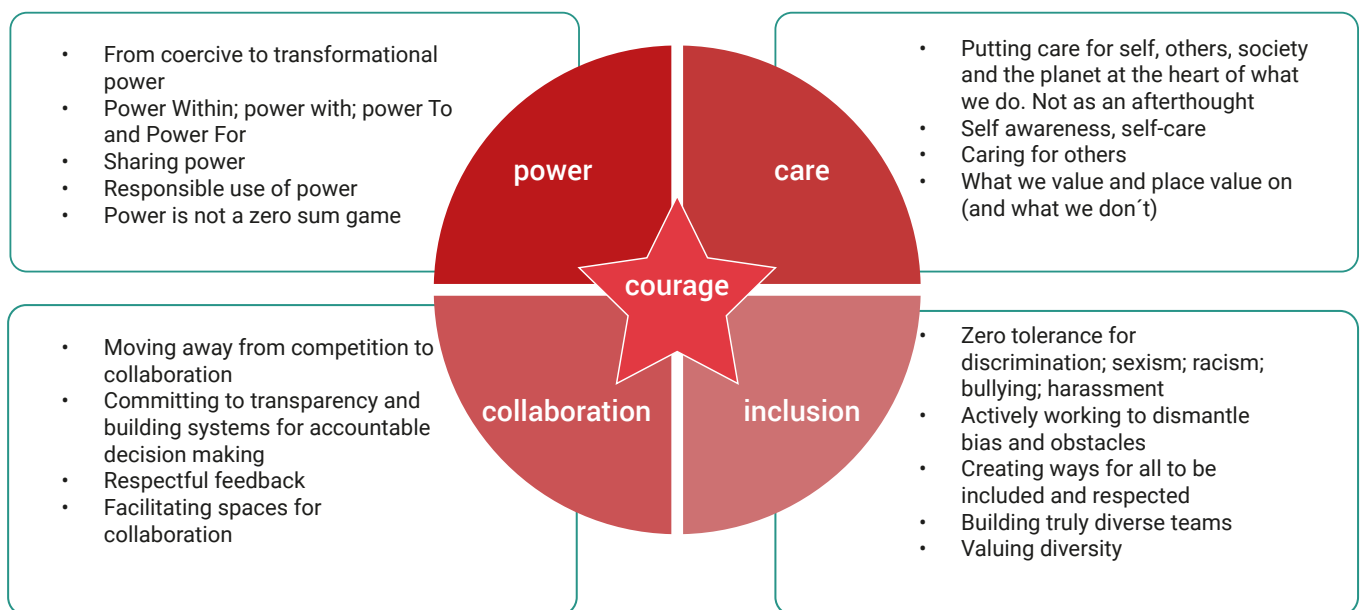 • From coercive to transformational
power
• Power Within; power with; power To
and Power For
• Sharing power
• Responsible use of power
• Power is not a zero sum game
power
care
• Putting care for self, others, society
and the planet at the heart of what
we do. Not as an afterthought
• Self awareness, self-care
• Caring for others
• What we value and place value on
(and what we don´t)
courage
• Moving away from competition to
collaboration
• Committing to transparency and
building systems for accountable
decision making
• Respectful feedback
• Facilitating spaces for
collaboration
collaboration
inclusion
• Zero tolerance for
discrimination; sexism; racism;
bullying; harassment
• Actively working to dismantle
bias and obstacles
• Creating ways for all to be
included and respected
• Building truly diverse teams
• Valuing diversity